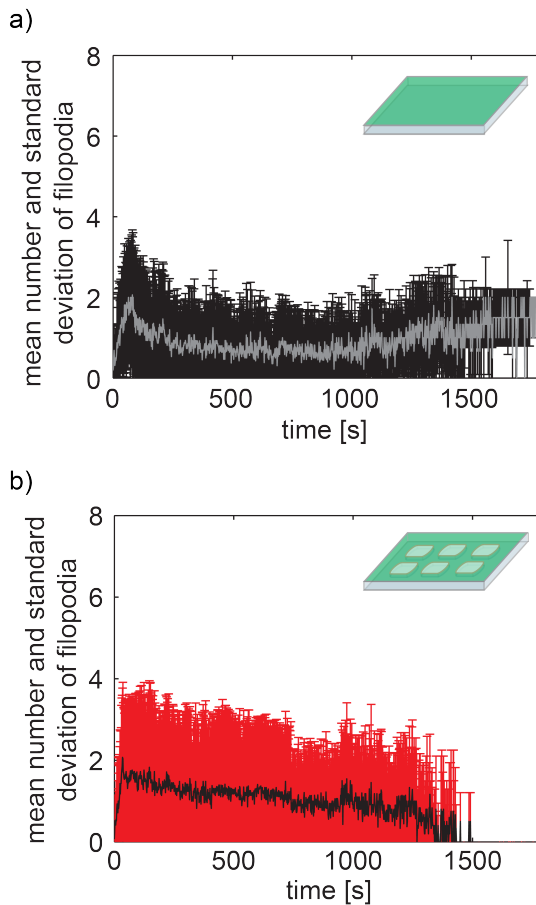 a)
mean number and standard
deviation of filopodia
8
6
4
2
0
0 500 1000 1500
time [s]
b)
mean number and standard
deviation of filopodia
8
6
4
2
0
0 500 1000 1500
time [s]